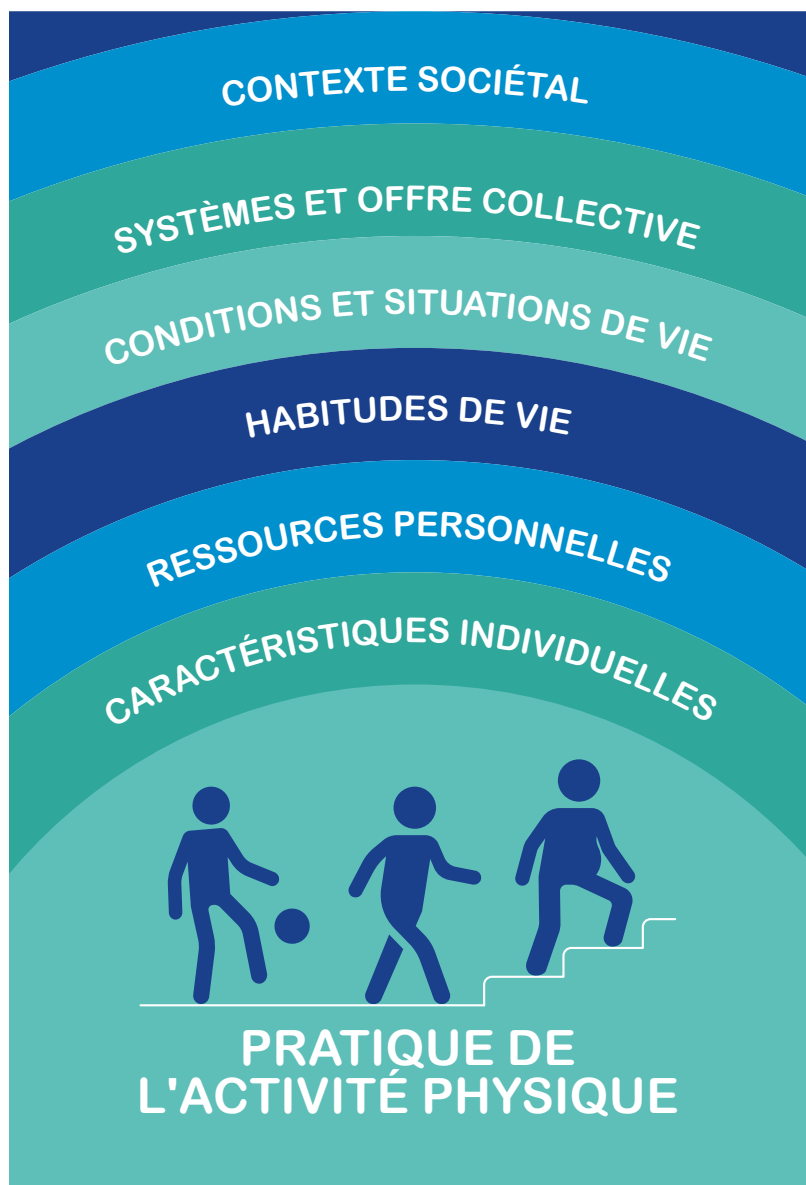 CONTEXTE SOCIÉTAL
SYSTÈMES ET OFFRE COLLECTIVE
CONDITIONS ET SITUATIONS DE VIE
HABITUDES DE VIE
RESSOURCES PERSONNELLES
CARACTÉRISTIQUES INDIVIDUELLES
PRATIQUE DE
L'ACTIVITÉ PHYSIQUE